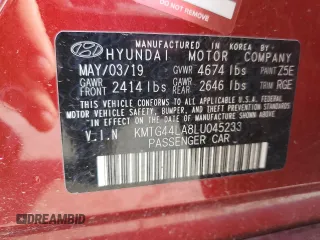 DO NOT REMOVE
MANUFACTURED IN KOREA BY
HYUNDAI MOTOR COMPANY
MAY/03/19 GVWR 4674 lbs PAINT Z5E
GAWR FRONT 2414 lbs GAWR REAR 2646 lbs TRIM RGE
THIS VEHICLE CONFORMS TO ALL APPLICABLE U.S. FEDERAL
MOTOR VEHICLE SAFETY, BUMPER, AND THEFT PREVENTION
STANDARDS IN EFFECT ON THE DATE OF MANUFACTURE SHOWN ABOVE.
V.I.N KMTG44LA8LU045233
PASSENGER CAR
DREAMBID